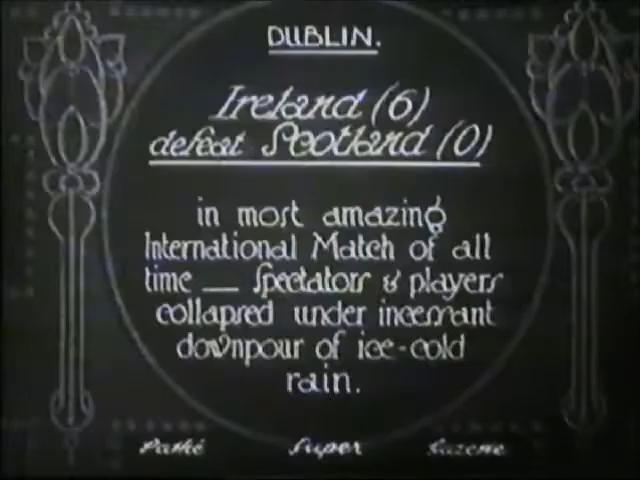 DUBLIN.
Ireland (6)
defeat Scotland (0)
in most amazing
International Match of all
time — Spectators & players
collapsed under incessant
downpour of ice-cold
rain.
Pathé Super Gazette